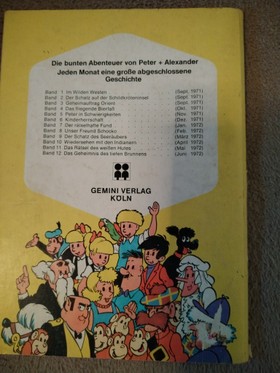 Die bunten Abenteuer von Peter + Alexander
Jeden Monat eine große abgeschlossene
Geschichte
Band 1 Im Wilden Westen (Sept. 1971)
Band 2 Der Schatz auf der Schildkröteninsel (Sept. 1971)
Band 3 Geheimauftrag Draxo (Sept. 1971)
Band 4 Das fliegende Bierfaß (Okt. 1971)
Band 5 Peter in Schwierigkeiten (Nov. 1971)
Band 6 Kinderherrschaft (Dez. 1971)
Band 7 Der rätselhafte Fund (Jan. 1972)
Band 8 Unser Freund Schocko (Feb. 1972)
Band 9 Der Schatz des Seeräubers (März 1972)
Band 10 Wiedersehen mit den Indianern (April 1972)
Band 11 Das Rätsel des weißen Hutes (Mai 1972)
Band 12 Das Geheimnis des tiefen Brunnens (Juni 1972)
GEMINI VERLAG
KÖLN